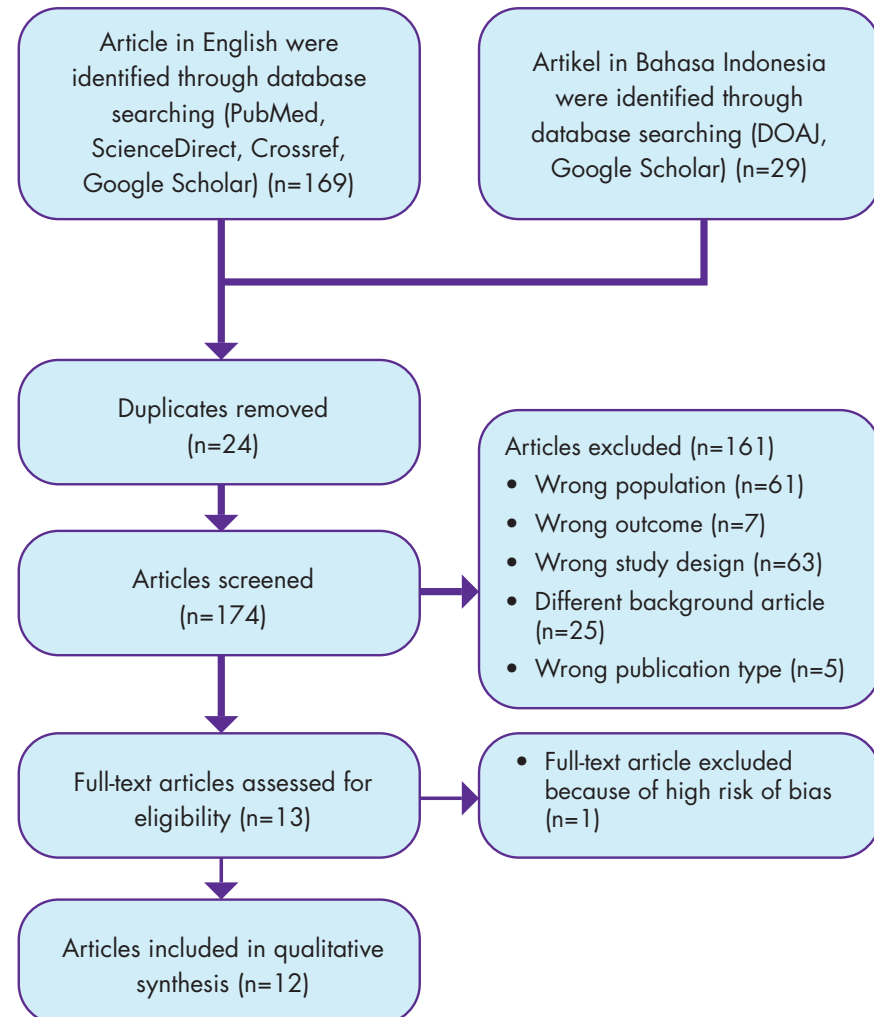 Article in English were
identified through database
searching (PubMed,
ScienceDirect, Crossref,
Google Scholar) (n=169)
Artikel in Bahasa Indonesia
were identified through
database searching (DOAJ,
Google Scholar) (n=29)
Duplicates removed
(n=24)
Articles excluded (n=161)
• Wrong population (n=61)
• Wrong outcome (n=7)
• Wrong study design (n=63)
• Different background article
(n=25)
• Wrong publication type (n=5)
Articles screened
(n=174)
Full-text articles assessed for
eligibility (n=13)
• Full-text article excluded
because of high risk of bias
(n=1)
Articles included in qualitative
synthesis (n=12)